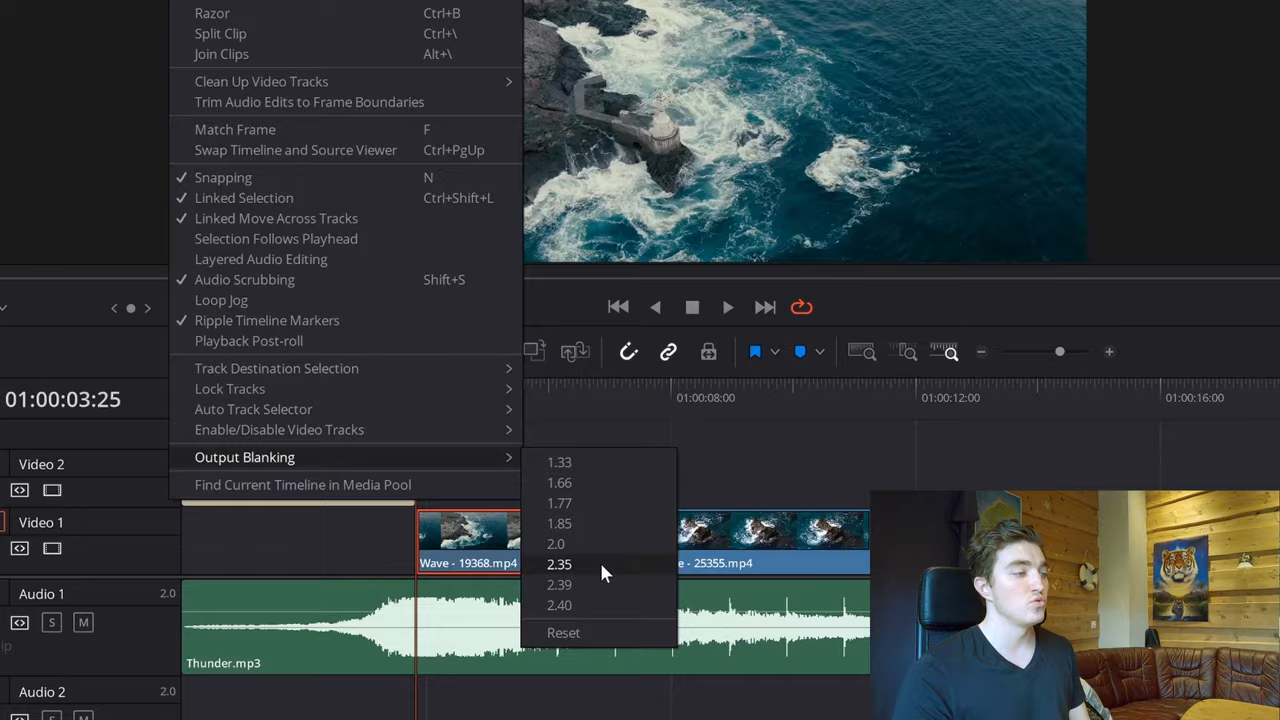 Razor Ctrl+B
Split Clip Ctrl+\
Join Clips Alt+\
Clean Up Video Tracks
Trim Audio Edits to Frame Boundaries
Match Frame F
Swap Timeline and Source Viewer Ctrl+PgUp
Snapping N
Linked Selection Ctrl+Shift+L
Linked Move Across Tracks
Selection Follows Playhead
Layered Audio Editing
Audio Scrubbing Shift+S
Loop Jog
Ripple Timeline Markers
Playback Post-roll
Track Destination Selection
Lock Tracks
Auto Track Selector
Enable/Disable Video Tracks
Output Blanking
Find Current Timeline in Media Pool
1.33
1.66
1.77
1.85
2.0
2.35
2.39
2.40
Reset
01:00:03:25
01:00:08:00
01:00:12:00
01:00:16:00
Video 2
Video 1
Wave - 19368.mp4
e - 25355.mp4
Audio 1 2.0
S M
ip
Thunder.mp3
Audio 2 2.0
S M